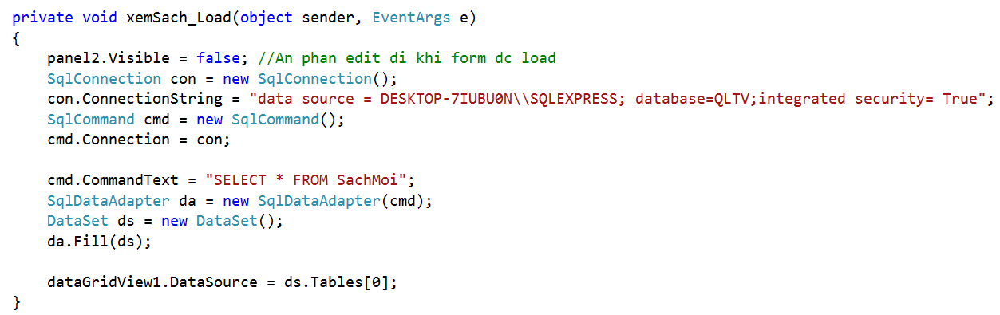 private void xemSach_Load(object sender, EventArgs e)
{
    panel2.Visible = false; //An phan edit di khi form dc load
    SqlConnection con = new SqlConnection();
    con.ConnectionString = "data source = DESKTOP-7IUBU0N\\SQLEXPRESS; database=QLTV;integrated security= True";
    SqlCommand cmd = new SqlCommand();
    cmd.Connection = con;

    cmd.CommandText = "SELECT * FROM SachMoi";
    SqlDataAdapter da = new SqlDataAdapter(cmd);
    DataSet ds = new DataSet();
    da.Fill(ds);

    dataGridView1.DataSource = ds.Tables[0];
}